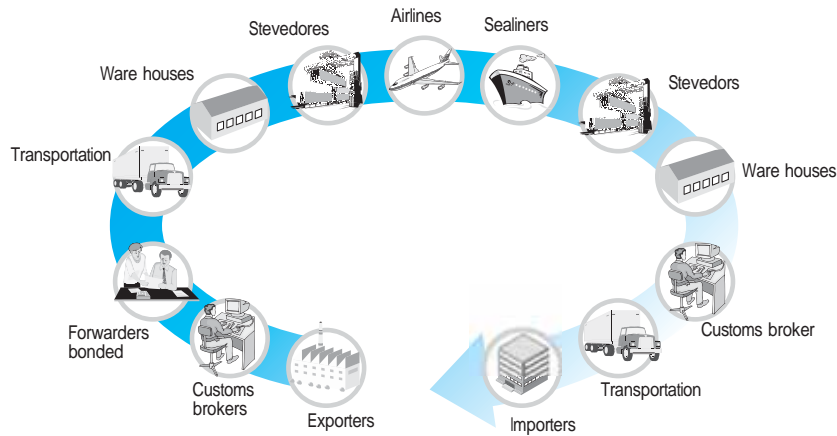 Airlines
Sealiners
Stevedores
Stevedors
Ware houses
Transportation
Ware houses
Forwarders
bonded
Customs broker
Customs
brokers
Transportation
Exporters
Importers